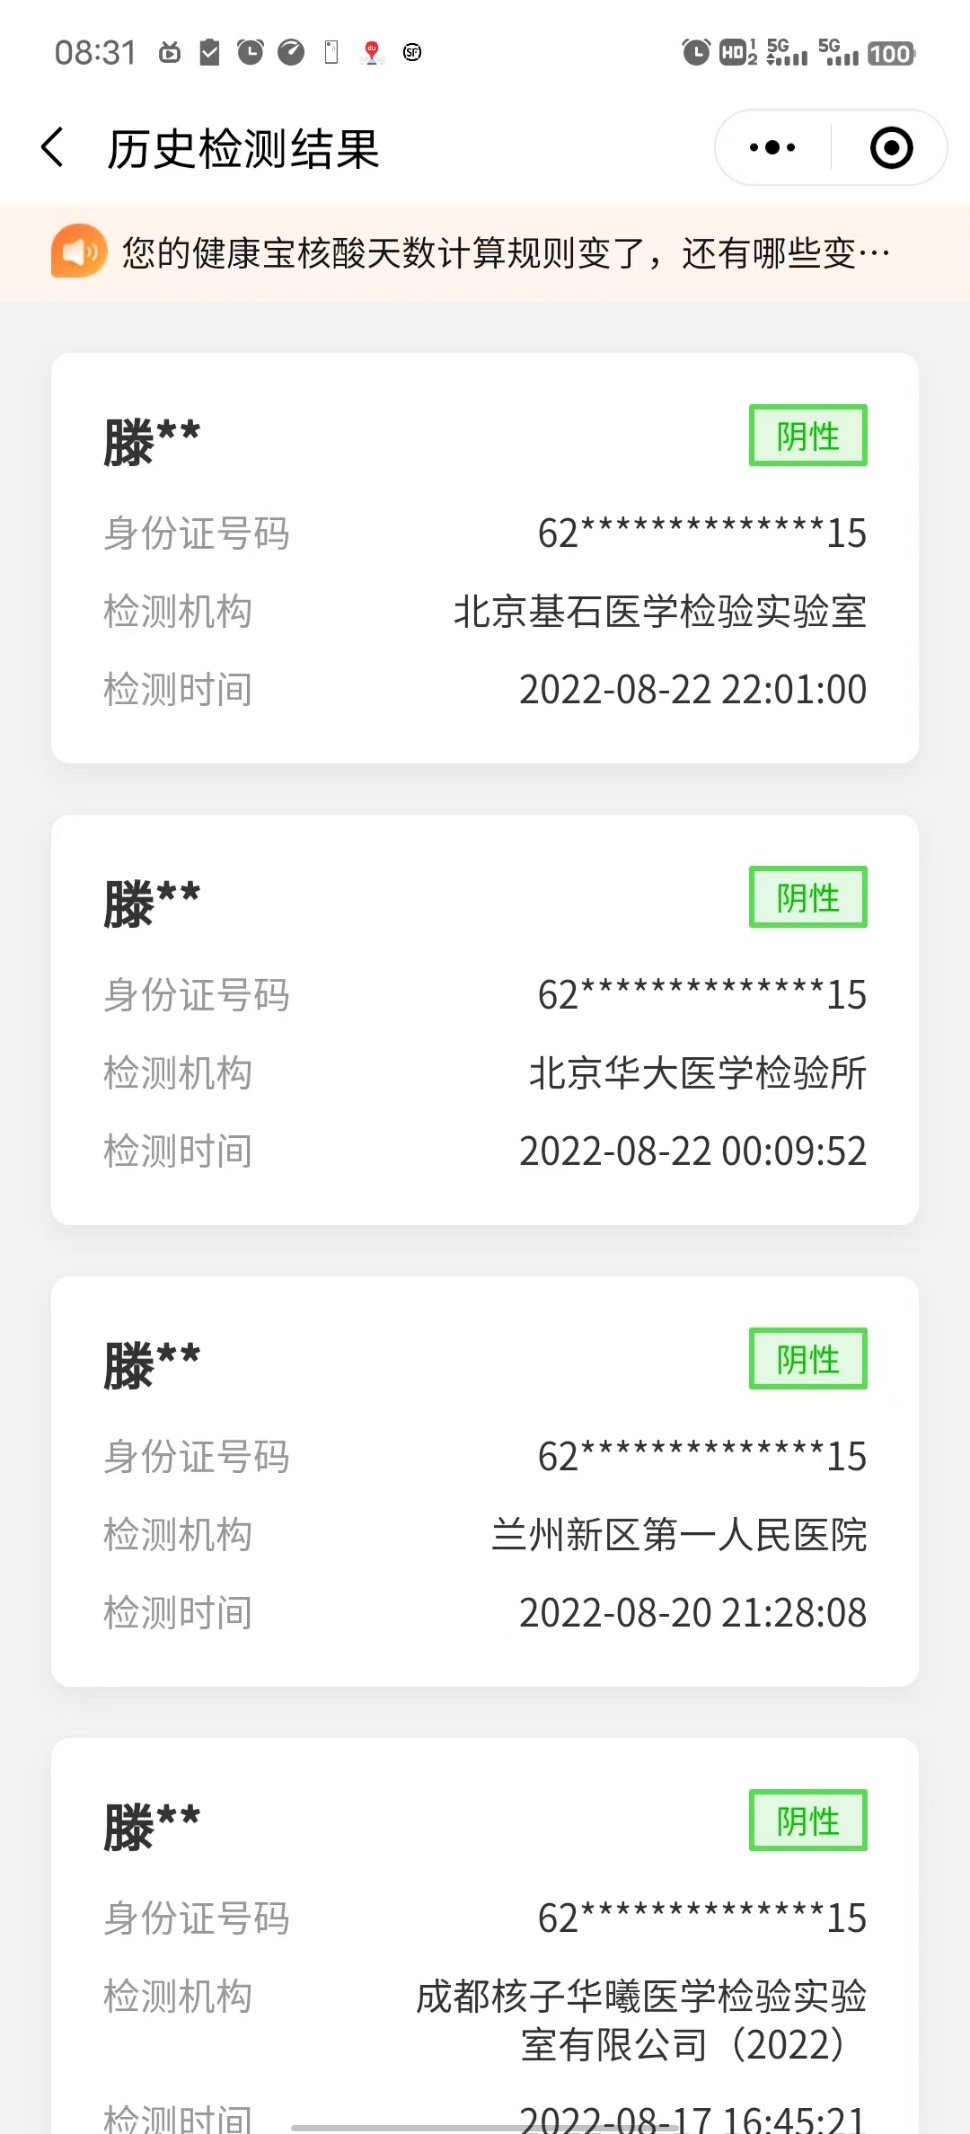 08:31
HD 1 2 5G 5G 100
历史检测结果
您的健康宝核酸天数计算规则变了，还有哪些变…
滕**
阴性
身份证号码 62**************15
检测机构 北京基石医学检验实验室
检测时间 2022-08-22 22:01:00
滕**
阴性
身份证号码 62**************15
检测机构 北京华大医学检验所
检测时间 2022-08-22 00:09:52
滕**
阴性
身份证号码 62**************15
检测机构 兰州新区第一人民医院
检测时间 2022-08-20 21:28:08
滕**
阴性
身份证号码 62**************15
检测机构 成都核子华曦医学检验实验
室有限公司（2022）
检测时间 2022-08-17 16:45:21